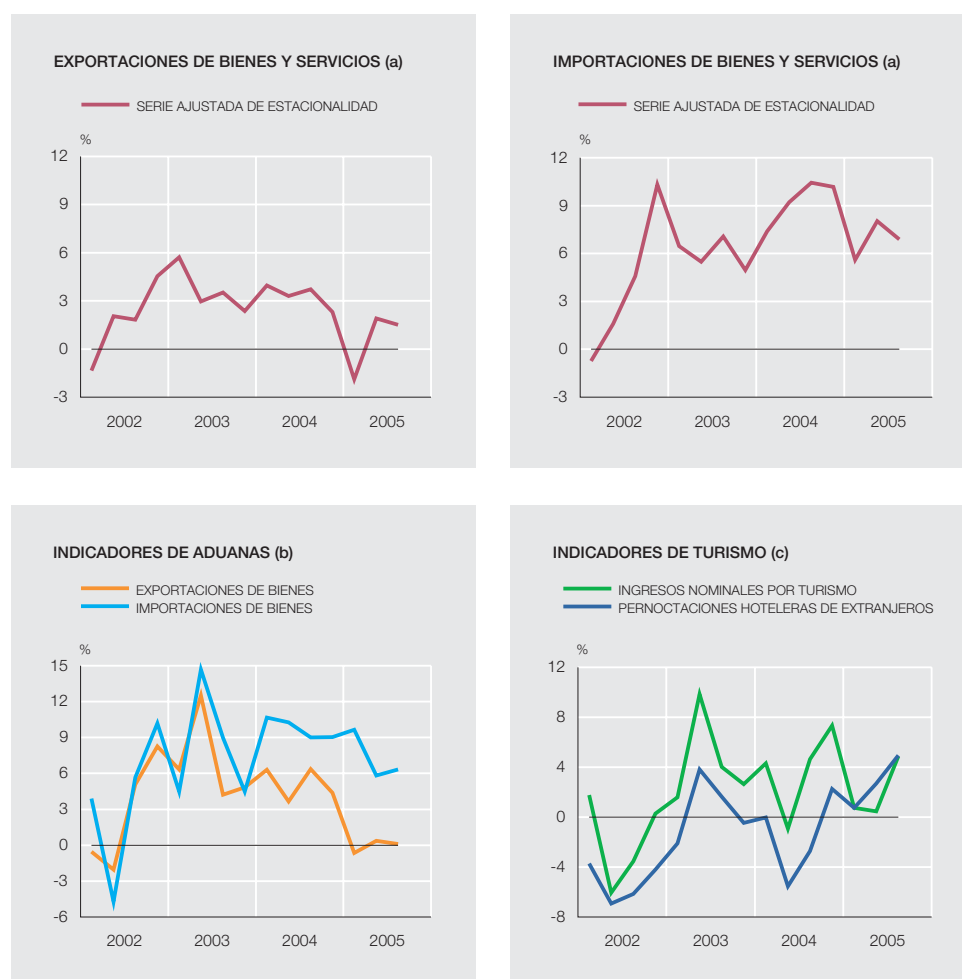 EXPORTACIONES DE BIENES Y SERVICIOS (a)
SERIE AJUSTADA DE ESTACIONALIDAD
%
12
9
6
3
0
-3
2002 2003 2004 2005
IMPORTACIONES DE BIENES Y SERVICIOS (a)
SERIE AJUSTADA DE ESTACIONALIDAD
%
12
9
6
3
0
-3
2002 2003 2004 2005
INDICADORES DE ADUANAS (b)
EXPORTACIONES DE BIENES
IMPORTACIONES DE BIENES
%
15
12
9
6
3
0
-3
-6
2002 2003 2004 2005
INDICADORES DE TURISMO (c)
INGRESOS NOMINALES POR TURISMO
PERNOCTACIONES HOTELERAS DE EXTRANJEROS
%
12
8
4
0
-4
-8
2002 2003 2004 2005